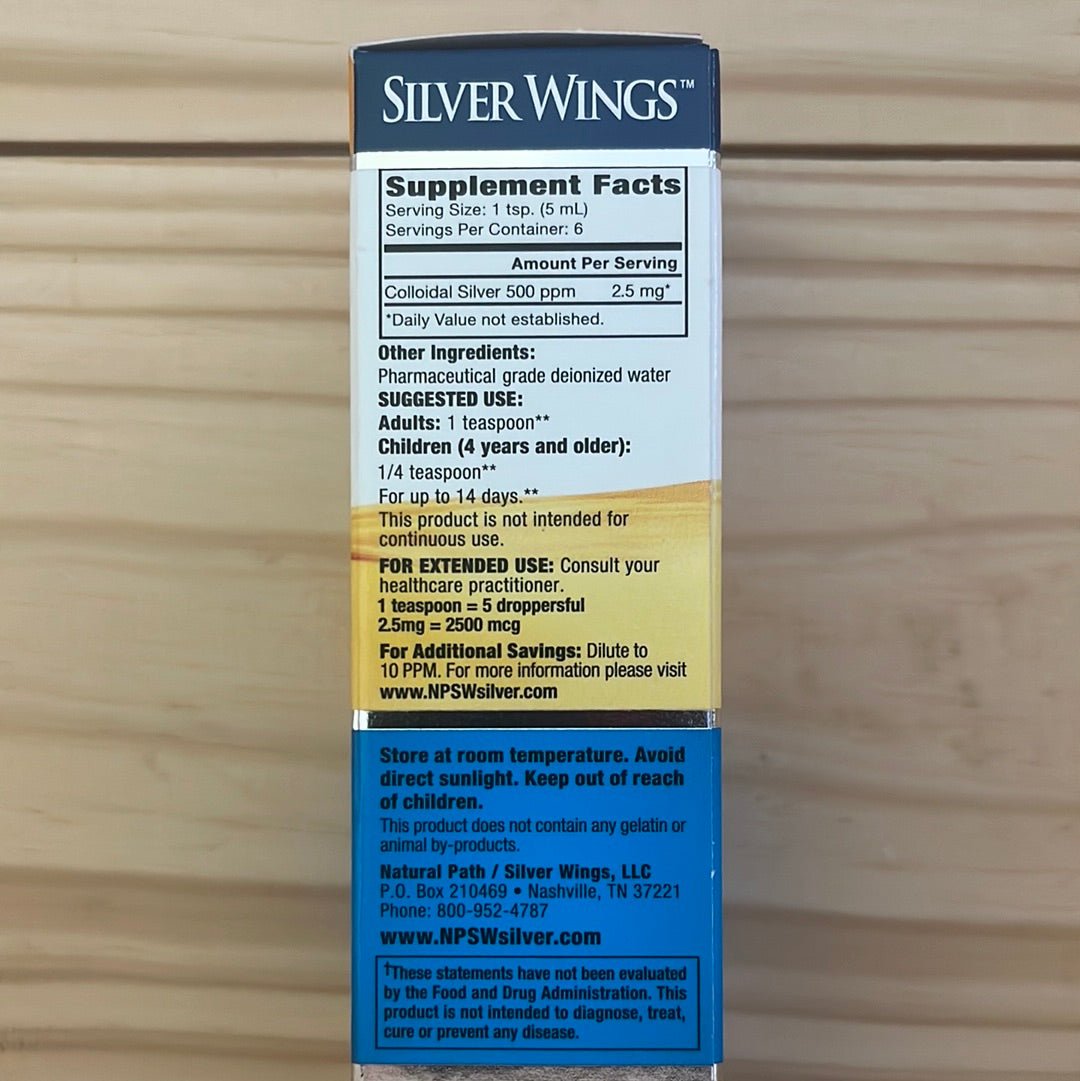 SILVER WINGS™
Supplement Facts
Serving Size: 1 tsp. (5 mL)
Servings Per Container: 6
Amount Per Serving
Colloidal Silver 500 ppm 2.5 mg*
*Daily Value not established.
Other Ingredients:
Pharmaceutical grade deionized water
SUGGESTED USE:
Adults: 1 teaspoon**
Children (4 years and older):
1/4 teaspoon**
For up to 14 days.**
This product is not intended for
continuous use.
FOR EXTENDED USE: Consult your
healthcare practitioner.
1 teaspoon = 5 droppersful
2.5mg = 2500 mcg
For Additional Savings: Dilute to
10 PPM. For more information please visit
www.NPSWsilver.com
Store at room temperature. Avoid
direct sunlight. Keep out of reach
of children.
This product does not contain any gelatin or
animal by-products.
Natural Path / Silver Wings, LLC
P.O. Box 210469 • Nashville, TN 37221
Phone: 800-952-4787
www.NPSWsilver.com
†These statements have not been evaluated
by the Food and Drug Administration. This
product is not intended to diagnose, treat,
cure or prevent any disease.